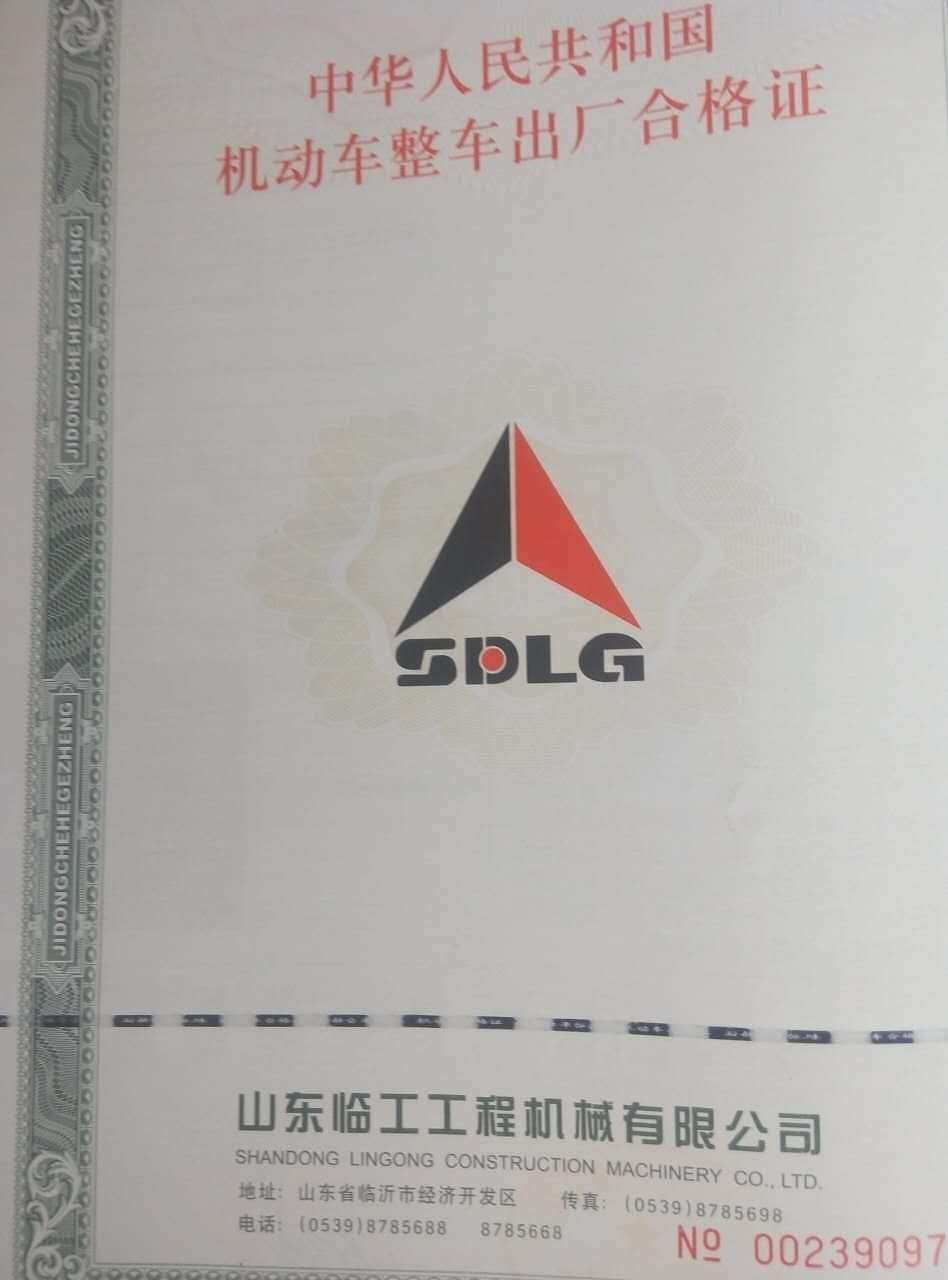 中华人民共和国
机动车整车出厂合格证
JIDONGCHEHEGEZHENG
JIDONGCHEHEGEZHENG
SDLG
山东临工工程机械有限公司
SHANDONG LINGONG CONSTRUCTION MACHINERY CO., LTD.
地址: 山东省临沂市经济开发区 传真: (0539)8785698
电话: (0539)8785688 8785668
№ 00239097